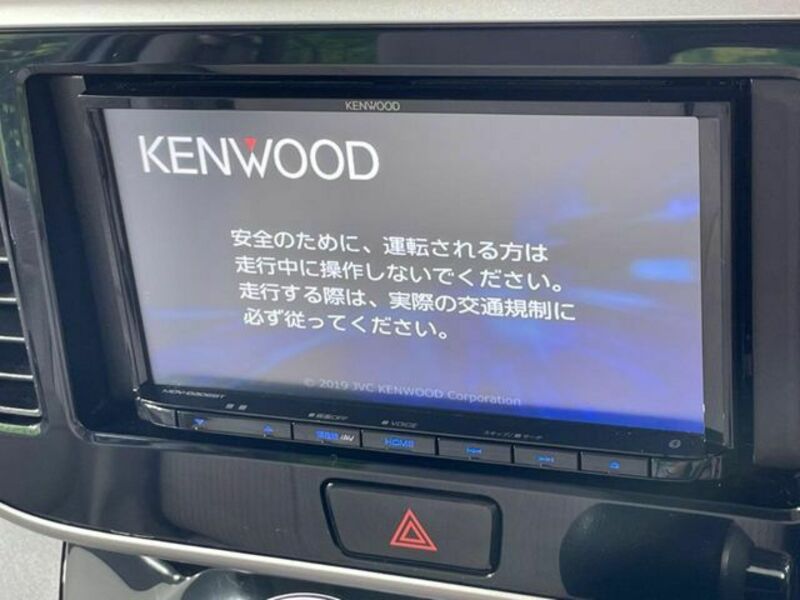 KENWOOD
KENWOOD
安全のために、運転される方は
走行中に操作しないでください。
走行する際は、実際の交通規制に
必ず従ってください。
© 2019 JVC KENWOOD Corporation
VOICE
HOME